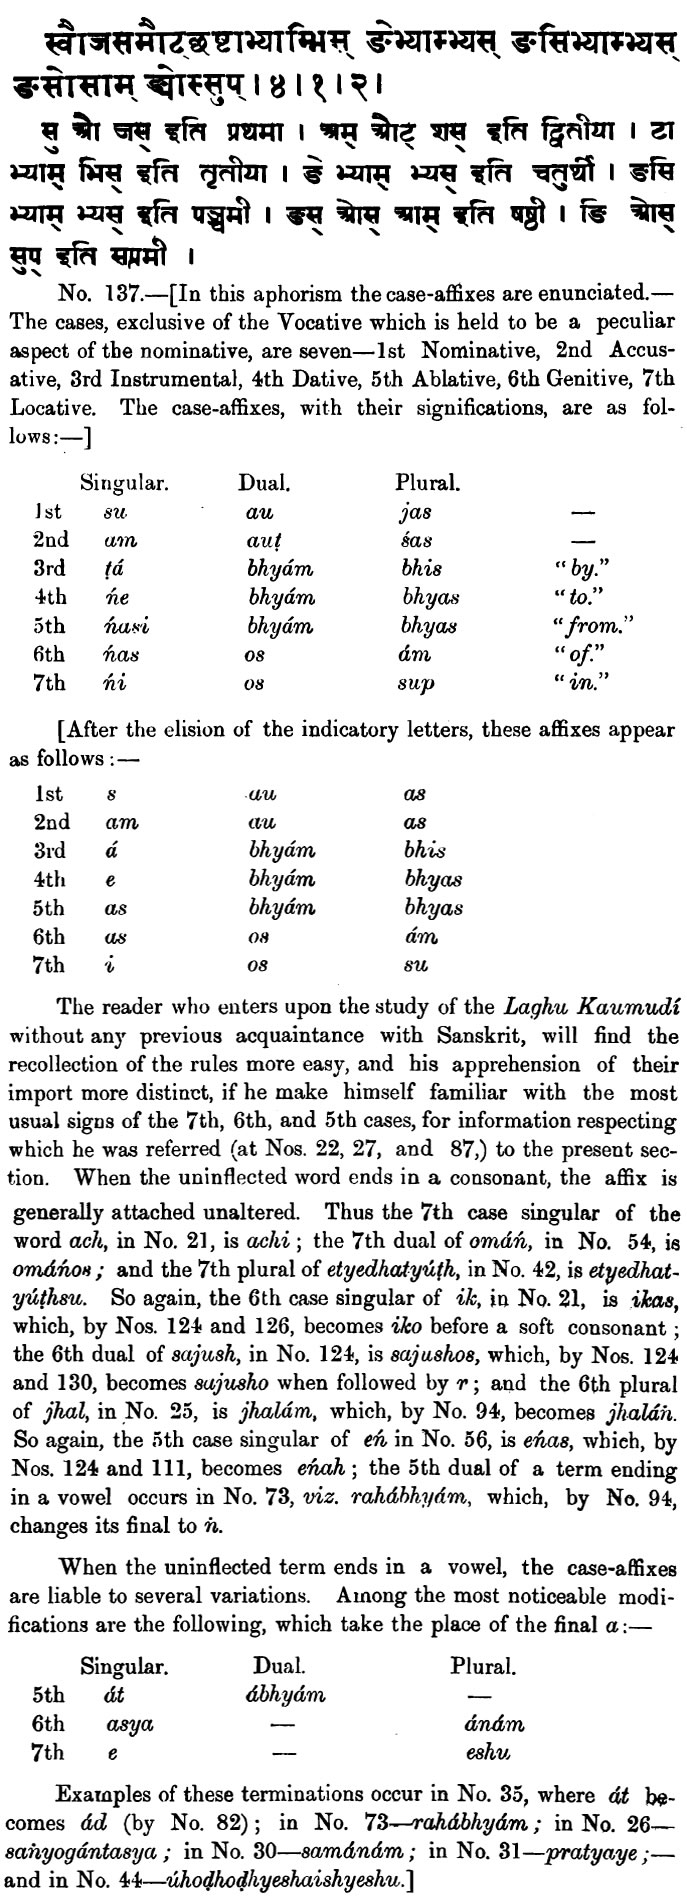 स्वौजसमौट्छष्टाभ्याम्भिस् ङेभ्याम्भ्यस् ङसिभ्याम्भ्यस्
ङसोसाम् ङ्योस्सुप् । ४ । १ । २ ।
सु औ जस् इति प्रथमा । अम् औट् शस् इति द्वितीया । टा
भ्याम् भिस् इति तृतीया । ङे भ्याम् भ्यस् इति चतुर्थी । ङसि
भ्याम् भ्यस् इति पञ्चमी । ङस् ओस् आम् इति षष्ठी । ङि ओस्
सुप् इति सप्तमी ।
No. 137.—[In this aphorism the case-affixes are enunciated.—
The cases, exclusive of the Vocative which is held to be a peculiar
aspect of the nominative, are seven—1st Nominative, 2nd Accus-
ative, 3rd Instrumental, 4th Dative, 5th Ablative, 6th Genitive, 7th
Locative. The case-affixes, with their significations, are as fol-
lows:—]
Singular. Dual. Plural.
1st su au jas —
2nd am auṭ śas —
3rd ṭá bhyám bhis “by.”
4th ńe bhyám bhyas “to.”
5th ńasi bhyám bhyas “from.”
6th ńas os ám “of.”
7th ńi os sup “in.”
[After the elision of the indicatory letters, these affixes appear
as follows :—
1st s au as
2nd am au as
3rd á bhyám bhis
4th e bhyám bhyas
5th as bhyám bhyas
6th as os ám
7th i os su
The reader who enters upon the study of the Laghu Kaumudí
without any previous acquaintance with Sanskrit, will find the
recollection of the rules more easy, and his apprehension of their
import more distinct, if he make himself familiar with the most
usual signs of the 7th, 6th, and 5th cases, for information respecting
which he was referred (at Nos. 22, 27, and 87,) to the present sec-
tion. When the uninflected word ends in a consonant, the affix is
generally attached unaltered. Thus the 7th case singular of the
word ach, in No. 21, is achi ; the 7th dual of omáń, in No. 54, is
omáńos ; and the 7th plural of etyedhatyúṭh, in No. 42, is etyedhat-
yúṭhsu. So again, the 6th case singular of ik, in No. 21, is ikas,
which, by Nos. 124 and 126, becomes iko before a soft consonant ;
the 6th dual of sajush, in No. 124, is sajushos, which, by Nos. 124
and 130, becomes sajusho when followed by r ; and the 6th plural
of jhal, in No. 25, is jhalám, which, by No. 94, becomes jhaláṅ.
So again, the 5th case singular of eń in No. 56, is eńas, which, by
Nos. 124 and 111, becomes eńah ; the 5th dual of a term ending
in a vowel occurs in No. 73, viz. rahábhyám, which, by No. 94,
changes its final to ṅ.
When the uninflected term ends in a vowel, the case-affixes
are liable to several variations. Among the most noticeable modi-
fications are the following, which take the place of the final a :—
Singular. Dual. Plural.
5th át ábhyám —
6th asya — ánám
7th e — eshu
Examples of these terminations occur in No. 35, where át be-
comes ád (by No. 82) ; in No. 73—rahábhyám ; in No. 26—
saṅyogántasya ; in No. 30—samánám ; in No. 31—pratyaye ;—
and in No. 44—úhoḍhoḍhyeshaishyeshu.]